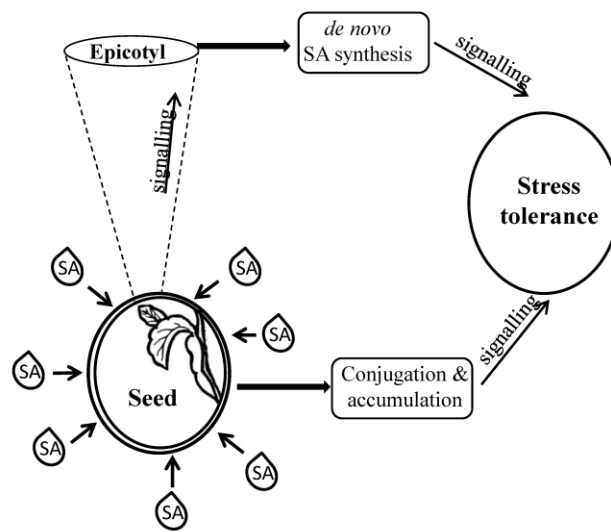 de novo
SA synthesis
Epicotyl
signalling
signalling
Stress
tolerance
SA
SA
SA
SA
SA
SA
SA
SA
Seed
signalling
Conjugation &
accumulation